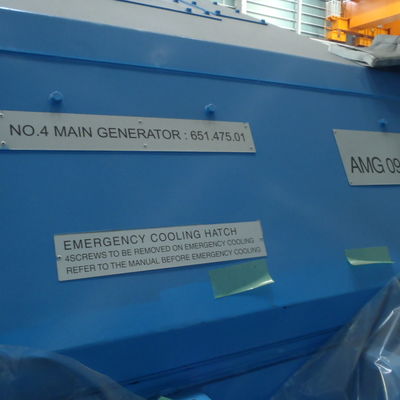 NO.4 MAIN GENERATOR : 651.475.01
AMG 09
EMERGENCY COOLING HATCH
4SCREWS TO BE REMOVED ON EMERGENCY COOLING
REFER TO THE MANUAL BEFORE EMERGENCY COOLING